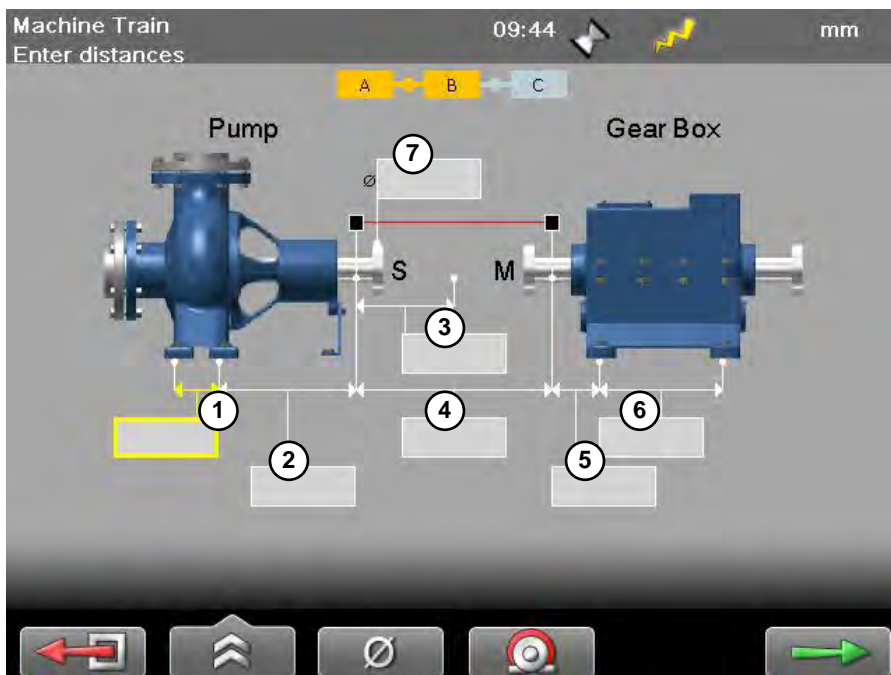 Machine Train 09:44 mm
Enter distances
A B C
Pump Gear Box
7
Ø
S M
3
1 4 6
2 5
Ø